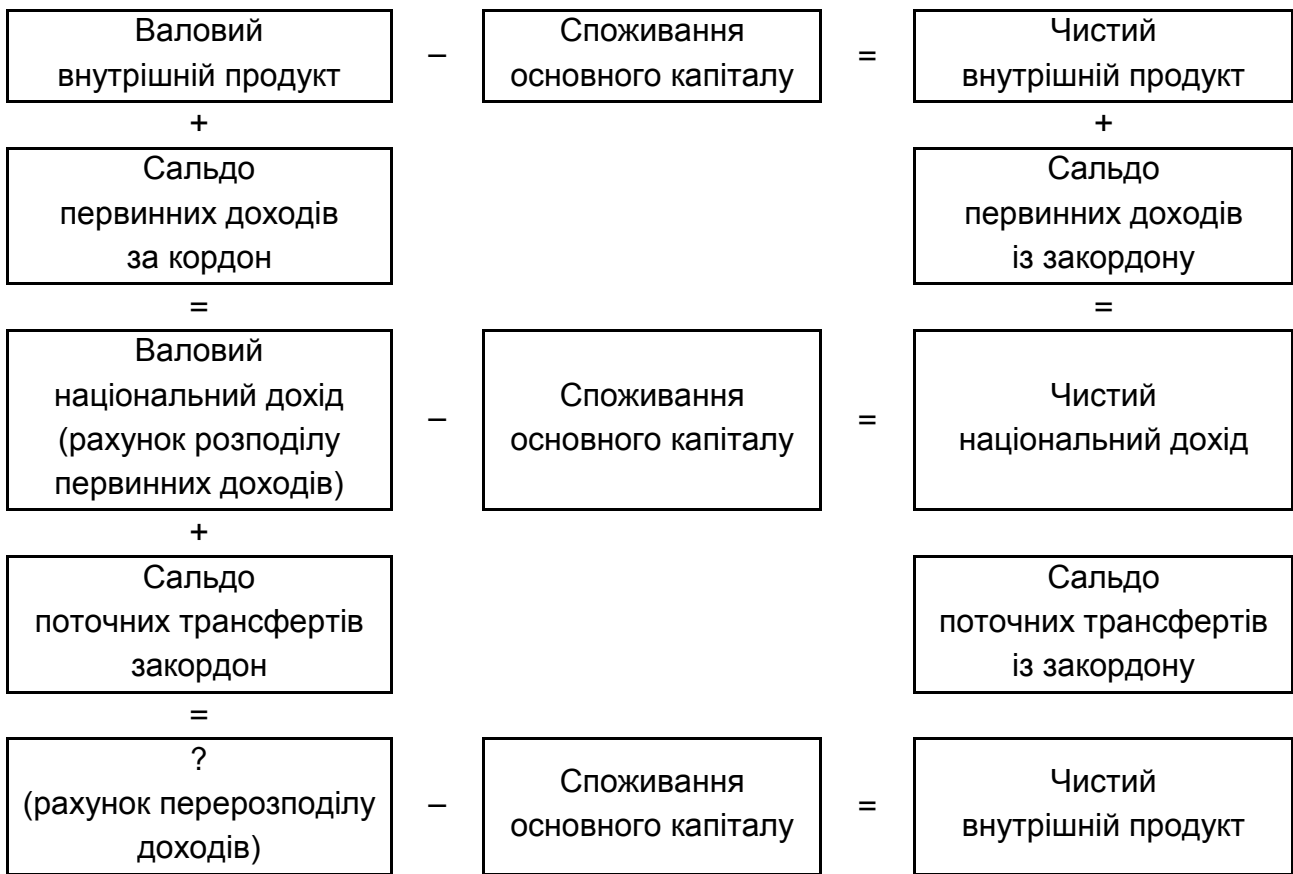 Валовий
внутрішній продукт
–
Споживання
основного капіталу
=
Чистий
внутрішній продукт
+
+
Сальдо
первинних доходів
за кордон
Сальдо
первинних доходів
із закордону
=
=
Валовий
національний дохід
(рахунок розподілу
первинних доходів)
–
Споживання
основного капіталу
=
Чистий
національний дохід
+
Сальдо
поточних трансфертів
закордон
Сальдо
поточних трансфертів
із закордону
=
?
(рахунок перерозподілу
доходів)
–
Споживання
основного капіталу
=
Чистий
внутрішній продукт